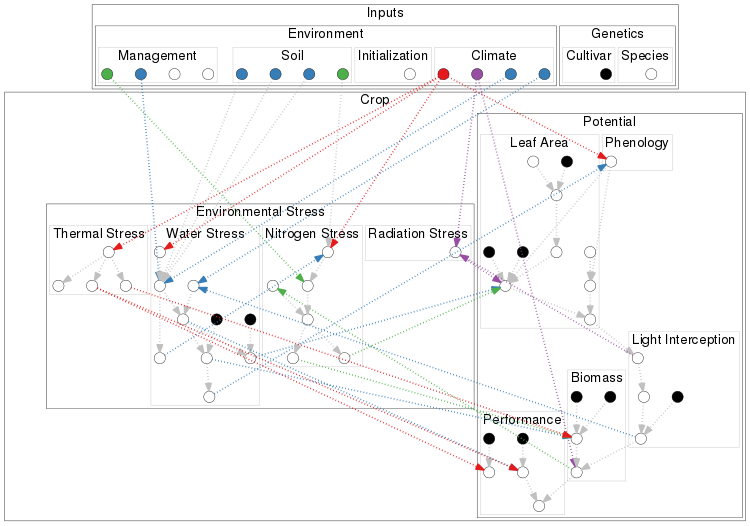 Inputs
Environment
Genetics
Management
Soil
Initialization
Climate
Cultivar
Species
Crop
Potential
Leaf Area
Phenology
Environmental Stress
Thermal Stress
Water Stress
Nitrogen Stress
Radiation Stress
Light Interception
Biomass
Performance